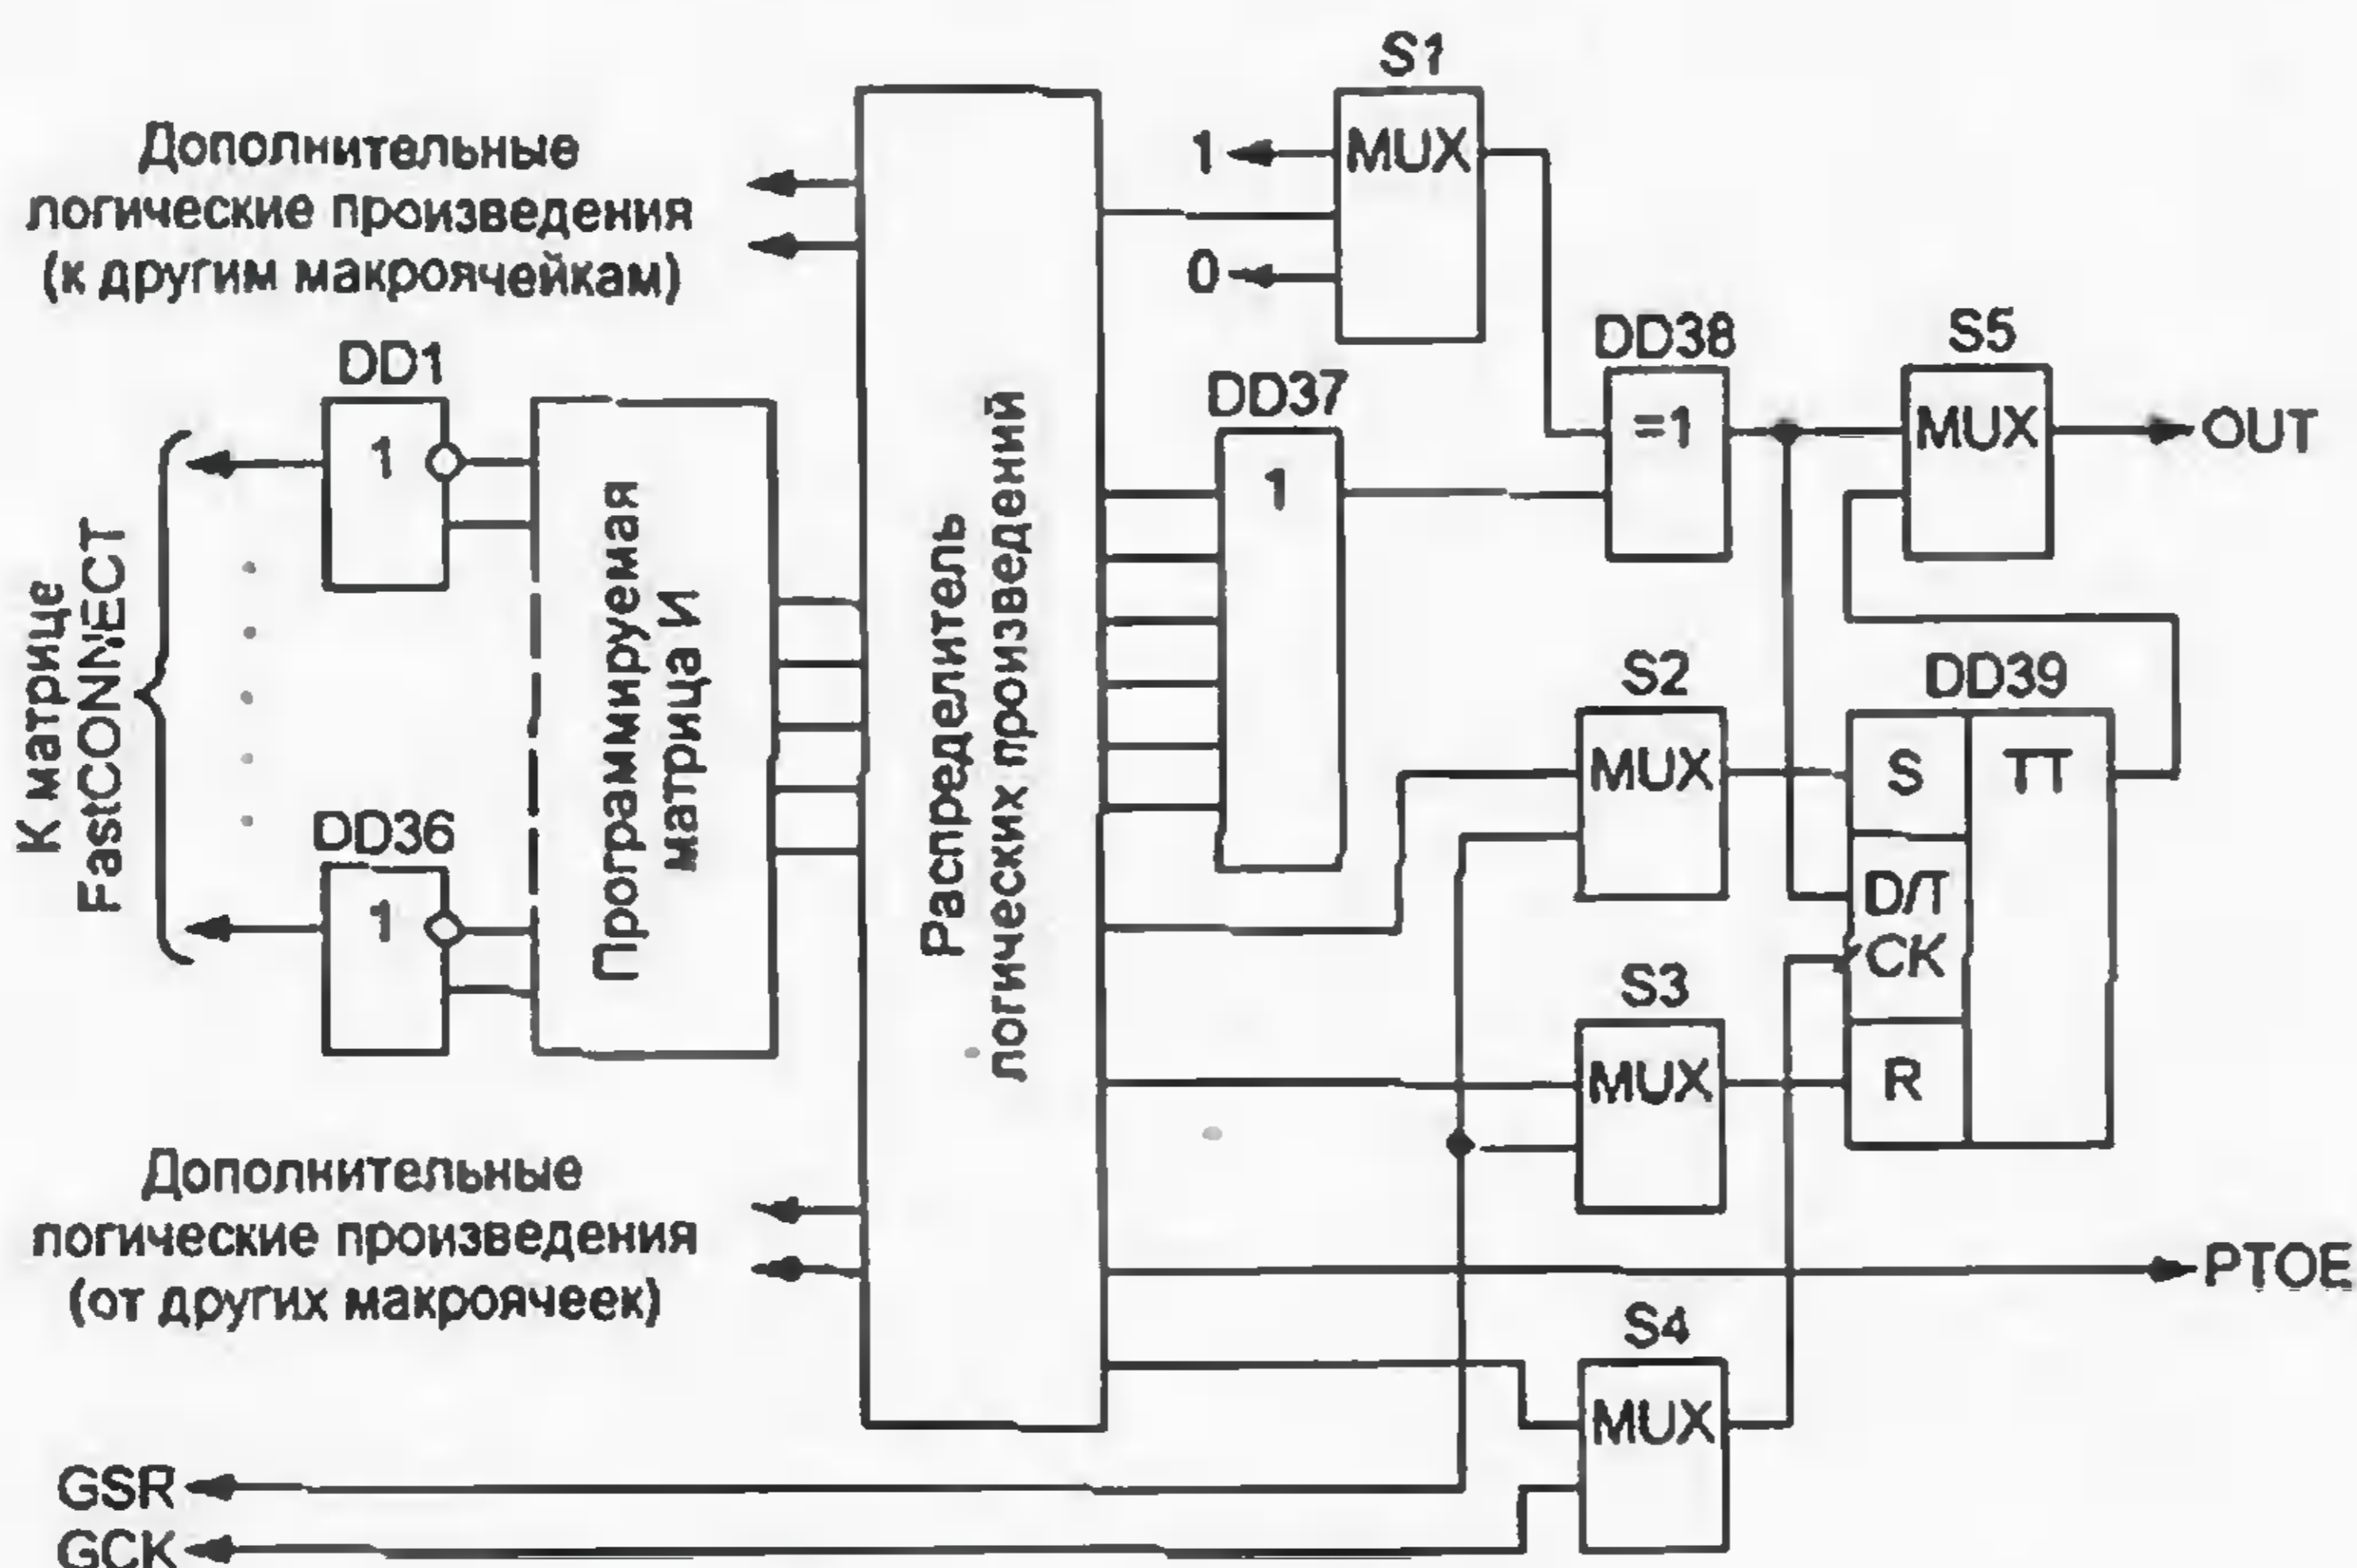 S1
MUX
1
0
Дополнительные
логические произведения
(к другим макроячейкам)
DD1
1
DD36
1
К матрице
FastCONNECT
Программируемая
матрица И
Распределитель
логических произведений
DD37
1
DD38
=1
S5
MUX
OUT
S2
MUX
DD39
S
TT
D/T
CK
R
S3
MUX
PTOE
S4
MUX
Дополнительные
логические произведения
(от других макроячеек)
GSR
GCK